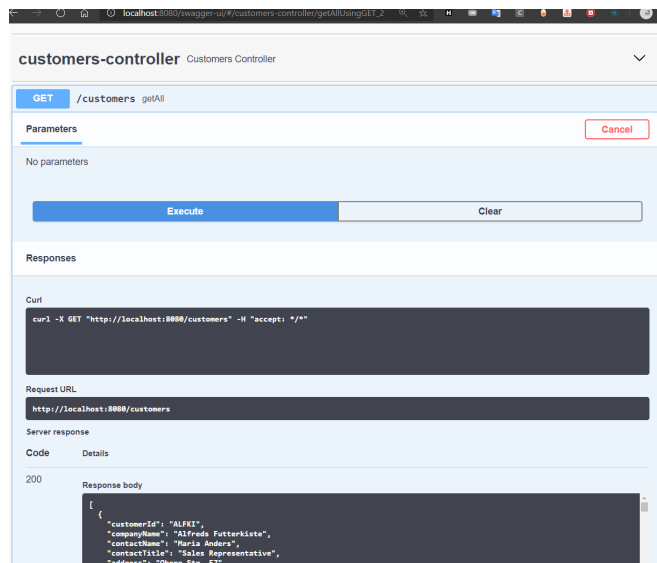 localhost:8080/swagger-ui/#/customers-controller/getAllUsingGET_2
customers-controller Customers Controller
GET /customers getAll
Parameters
Cancel
No parameters
Execute
Clear
Responses
Curl
curl -X GET "http://localhost:8080/customers" -H "accept: */*"
Request URL
http://localhost:8080/customers
Server response
Code Details
200
Response body
[
{
"customerId": "ALFKI",
"companyName": "Alfreds Futterkiste",
"contactName": "Maria Anders",
"contactTitle": "Sales Representative",